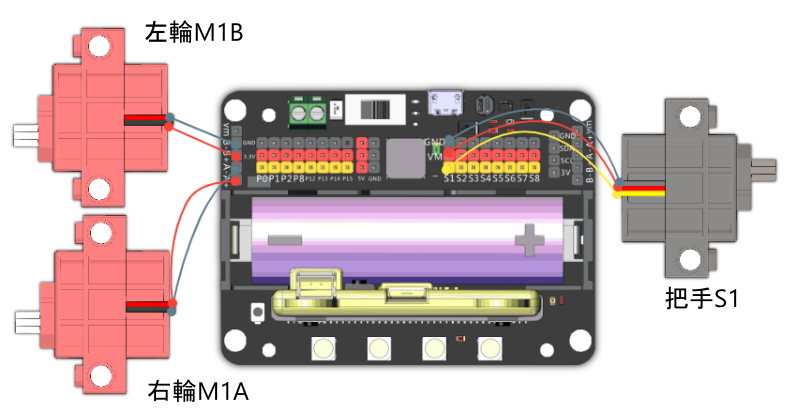 左輪M1B
GND
3.3V
P0 P1 P2 P8 P12 P13 P14 P15 5V GND
GND
VM
S1 S2 S3 S4 S5 S6 S7 S8
GND
SDA
SCL
3V
把手S1
右輪M1A